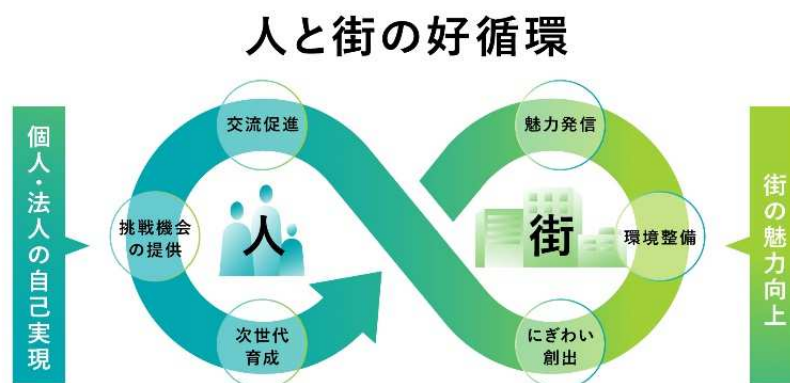 人と街の好循環
個人・法人の自己実現
交流促進
挑戦機会
の提供
人
次世代
育成
魅力発信
街
環境整備
にぎわい
創出
街の魅力向上